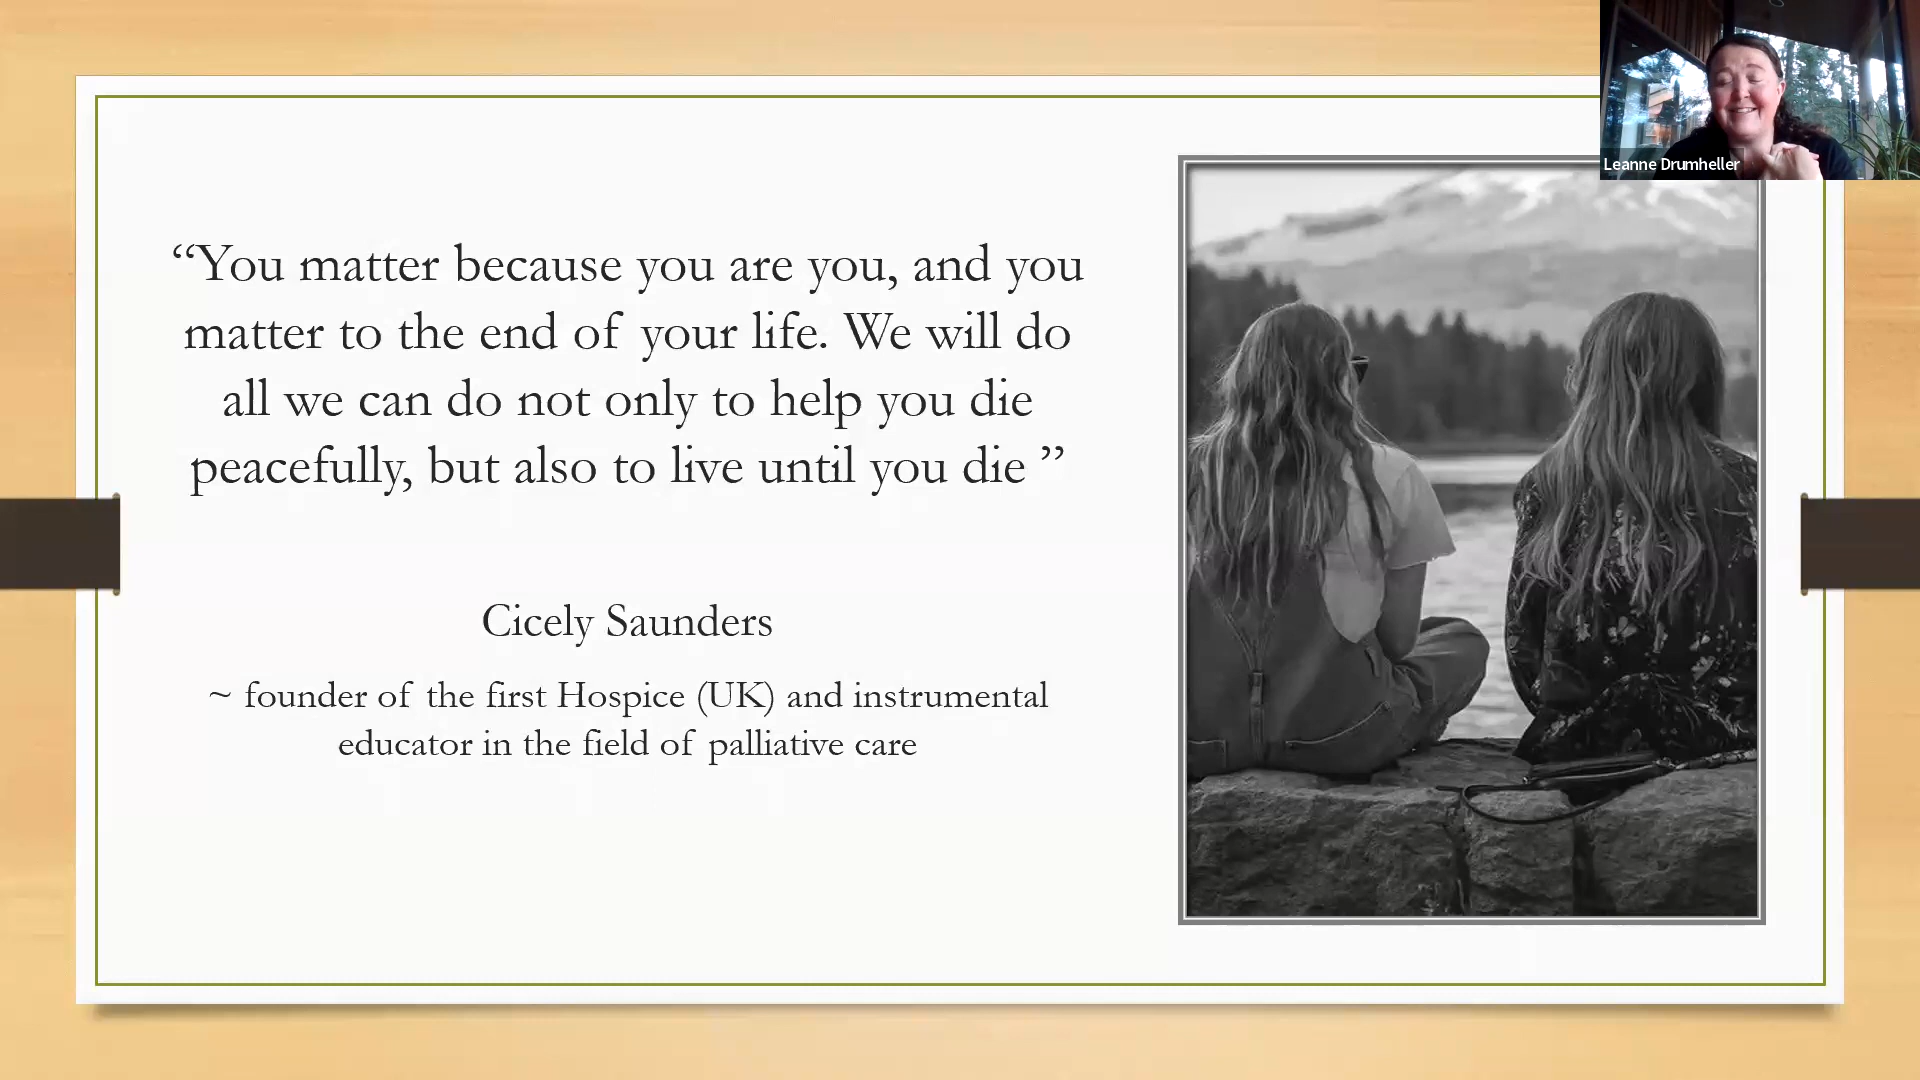 Leanne Drumheller
“You matter because you are you, and you
matter to the end of your life. We will do
all we can do not only to help you die
peacefully, but also to live until you die ”
Cicely Saunders
~ founder of the first Hospice (UK) and instrumental
educator in the field of palliative care